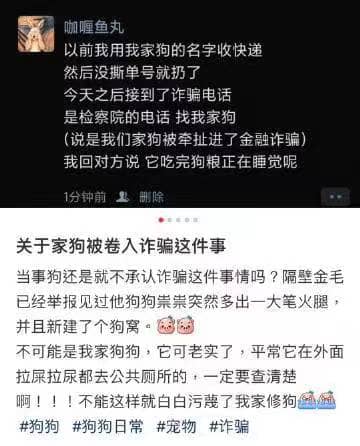 咖喱鱼丸
以前我用我家狗的名字收快递
然后没撕单号就扔了
今天之后接到了诈骗电话
是检察院的电话 找我家狗
(说是我们家狗被牵扯进了金融诈骗)
我回对方说 它吃完狗粮正在睡觉呢
1分钟前 删除
关于家狗被卷入诈骗这件事
当事狗还是就不承认诈骗这件事情吗？隔壁金毛
已经举报见过他狗狗祟祟突然多出一大笔火腿，
并且新建了个狗窝。
不可能是我家狗狗，它可老实了，平常它在外面
拉屎拉尿都去公共厕所的，一定要查清楚
啊！！！不能这样就白白污蔑了我家修狗
#狗狗 #狗狗日常 #宠物 #诈骗